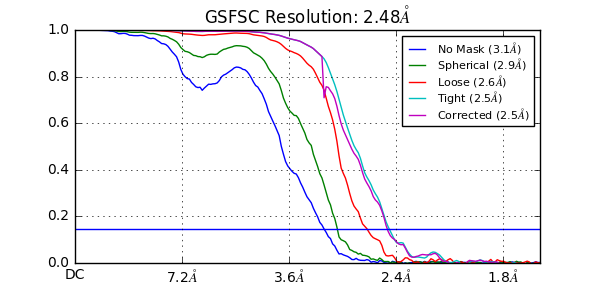 GSFSC Resolution: 2.48Å
1.0
0.8
0.6
0.4
0.2
0.0
No Mask (3.1Å)
Spherical (2.9Å)
Loose (2.6Å)
Tight (2.5Å)
Corrected (2.5Å)
DC 7.2Å 3.6Å 2.4Å 1.8Å